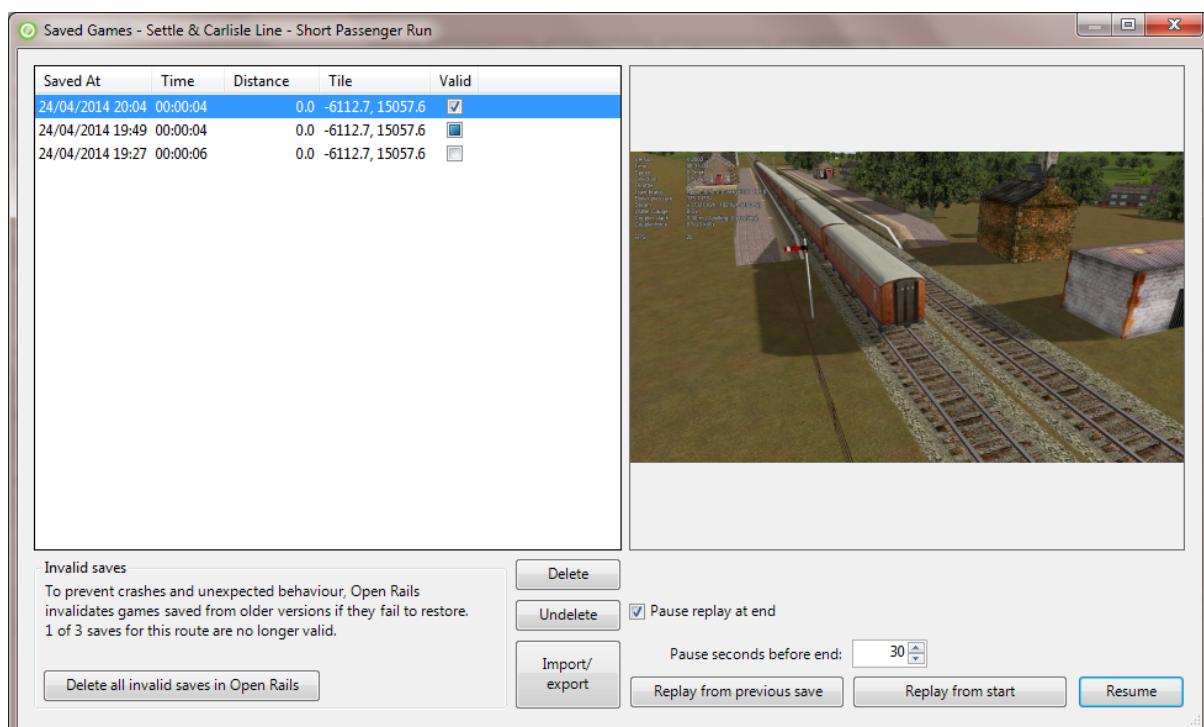 Saved Games - Settle & Carlisle Line - Short Passenger Run
Saved At Time Distance Tile Valid
24/04/2014 20:04 00:00:04 0.0 -6112.7, 15057.6
24/04/2014 19:49 00:00:04 0.0 -6112.7, 15057.6
24/04/2014 19:27 00:00:06 0.0 -6112.7, 15057.6
Invalid saves
To prevent crashes and unexpected behaviour, Open Rails
invalidates games saved from older versions if they fail to restore.
1 of 3 saves for this route are no longer valid.
Delete all invalid saves in Open Rails
Delete
Undelete
Import/
export
Pause replay at end
Pause seconds before end: 30
Replay from previous save Replay from start Resume